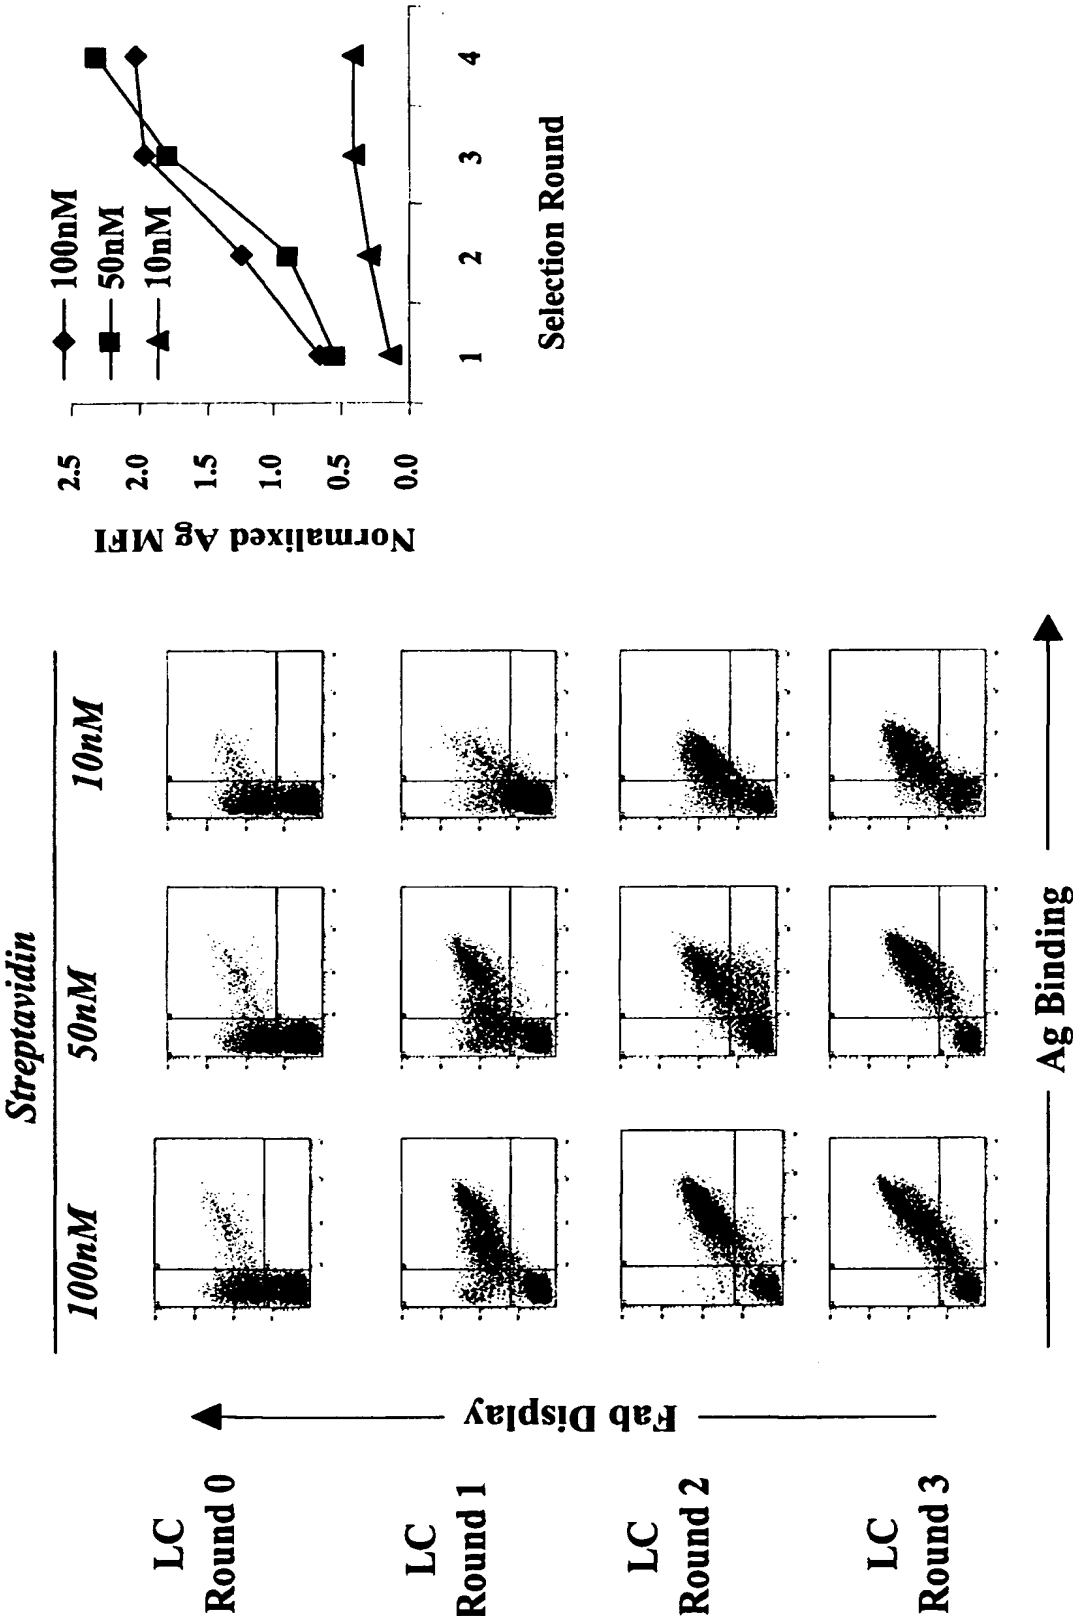 Streptavidin
100nM 50nM 10nM
LC
Round 0
LC
Round 1
LC
Round 2
LC
Round 3
Fab Display
Ag Binding
Normalixed Ag MFI
2.5
2.0
1.5
1.0
0.5
0.0
100nM
50nM
10nM
1 2 3 4
Selection Round